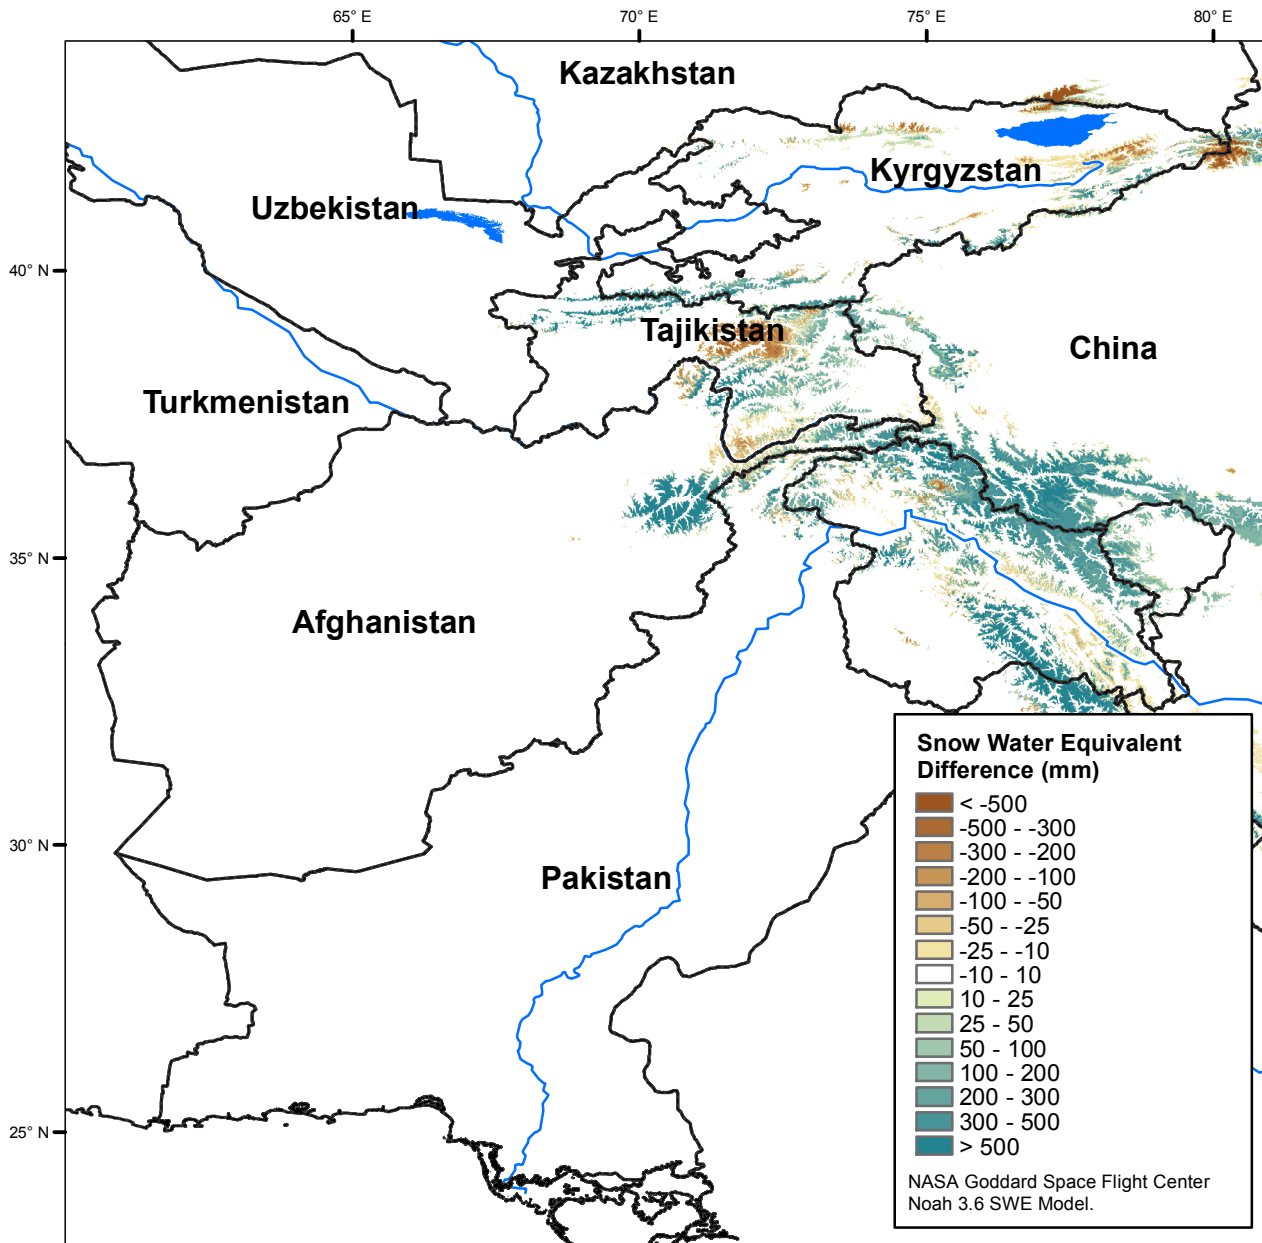 65° E
70° E
75° E
80° E
Kazakhstan
Kyrgyzstan
Uzbekistan
40° N
Tajikistan
China
Turkmenistan
35° N
Afghanistan
30° N
Pakistan
25° N
Snow Water Equivalent
Difference (mm)
< -500
-500 - -300
-300 - -200
-200 - -100
-100 - -50
-50 - -25
-25 - -10
-10 - 10
10 - 25
25 - 50
50 - 100
100 - 200
200 - 300
300 - 500
> 500
NASA Goddard Space Flight Center
Noah 3.6 SWE Model.